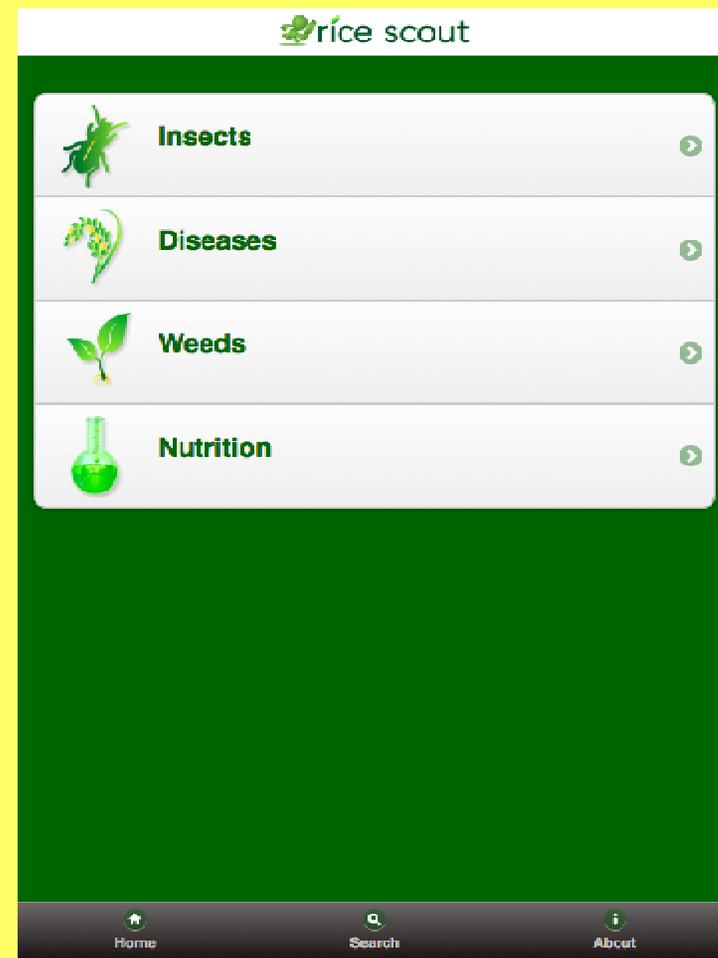 rice scout
Insects
Diseases
Weeds
Nutrition
Home
Search
About